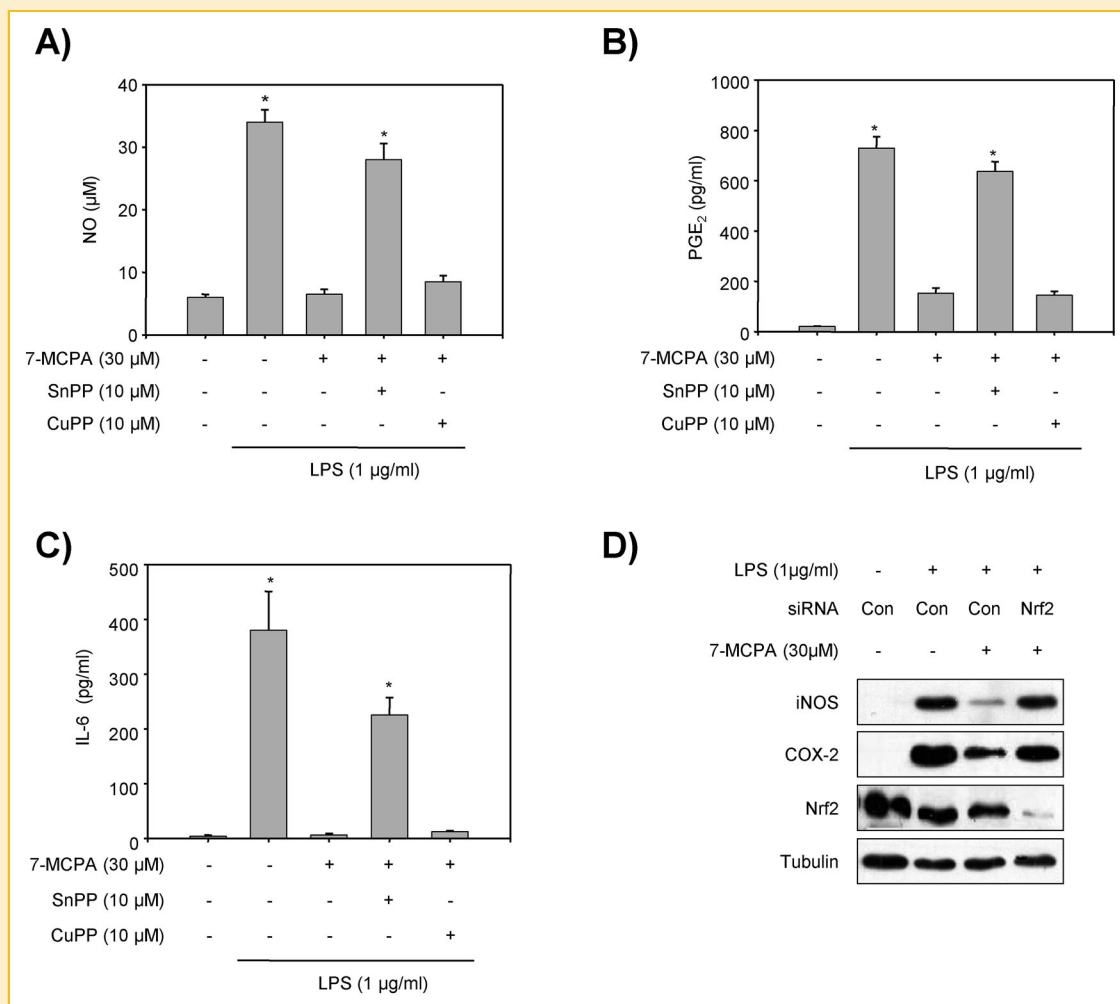 A)
40
30
20
10
0
NO (µM)
* *
7-MCPA (30 µM) - - + + +
SnPP (10 µM) - - - + -
CuPP (10 µM) - - - - +
LPS (1 µg/ml)
B)
1000
800
600
400
200
0
PGE2 (pg/ml)
* *
7-MCPA (30 µM) - - + + +
SnPP (10 µM) - - - + -
CuPP (10 µM) - - - - +
LPS (1 µg/ml)
C)
500
400
300
200
100
0
IL-6 (pg/ml)
* *
7-MCPA (30 µM) - - + + +
SnPP (10 µM) - - - + -
CuPP (10 µM) - - - - +
LPS (1 µg/ml)
D)
LPS (1µg/ml) - + + +
siRNA Con Con Con Nrf2
7-MCPA (30µM) - - + +
iNOS
COX-2
Nrf2
Tubulin